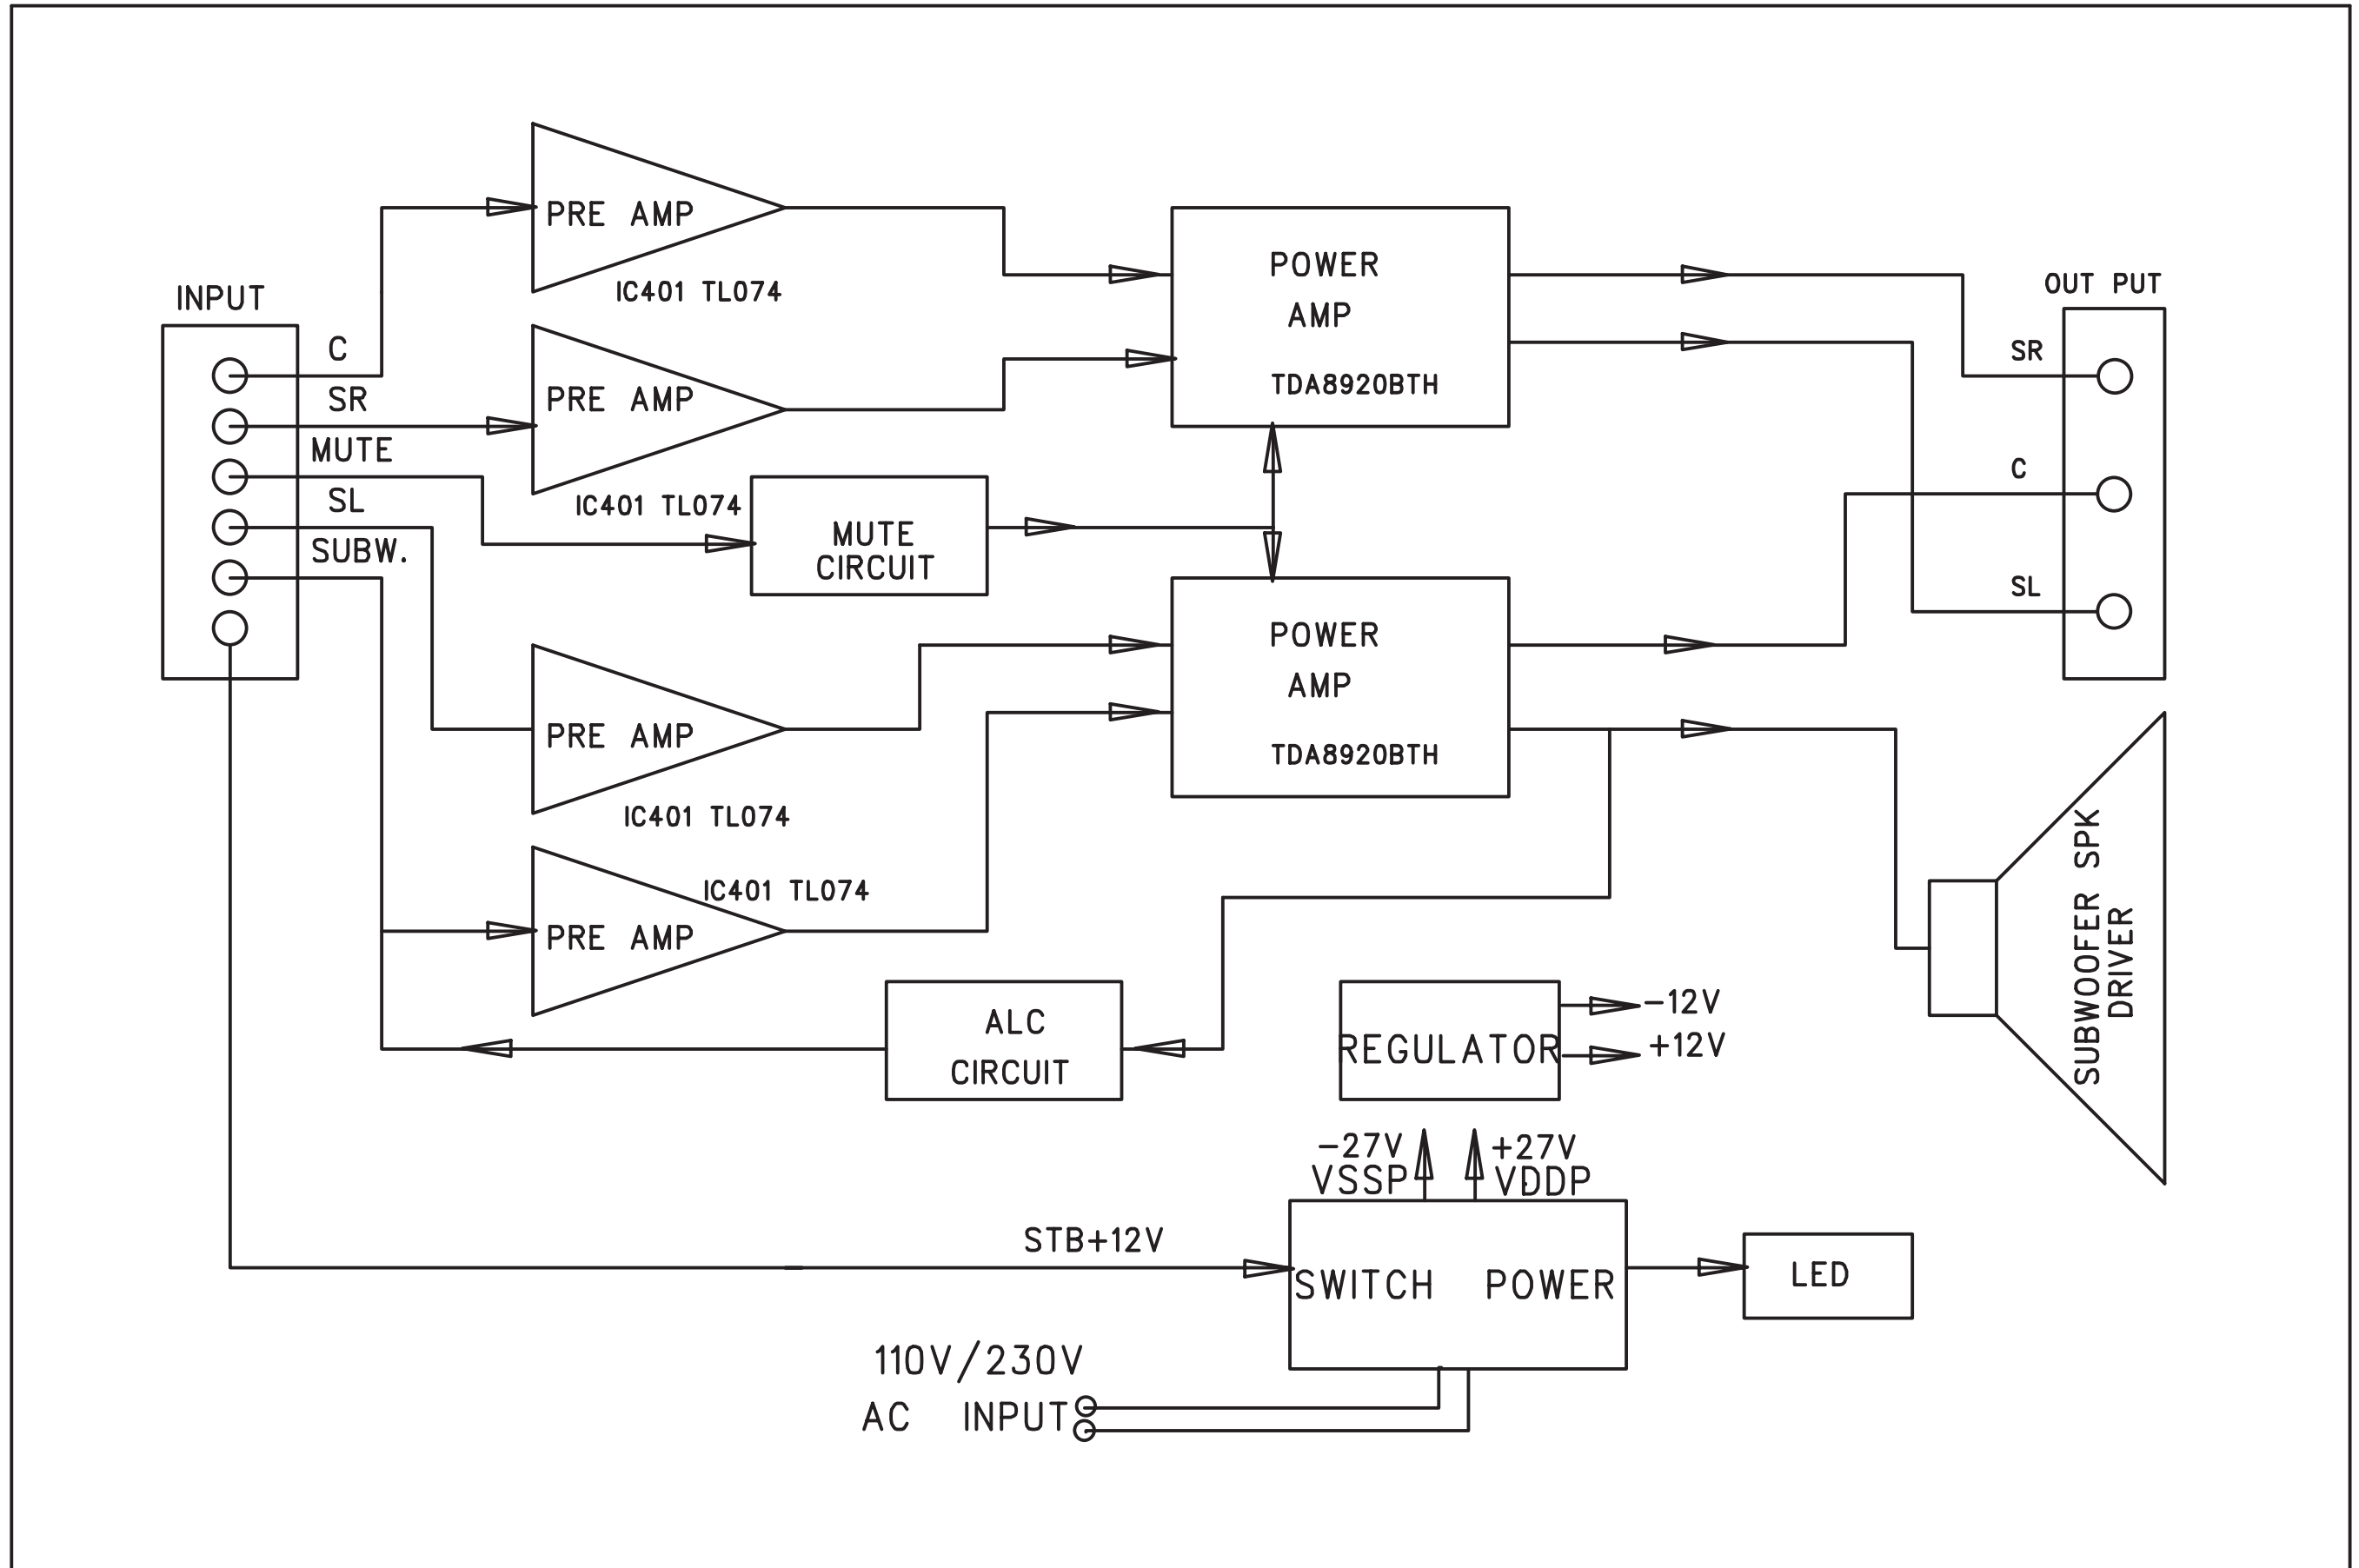 PRE AMP
IC401 TL074
INPUT
C
SR
MUTE
SL
SUBW.
PRE AMP
IC401 TL074
MUTE
CIRCUIT
POWER
AMP
TDA8920BTH
OUT PUT
SR
C
SL
POWER
AMP
TDA8920BTH
PRE AMP
IC401 TL074
IC401 TL074
PRE AMP
ALC
CIRCUIT
REGULATOR
-12V
+12V
SUBWOOFER SPK
DRIVER
-27V
VSSP
+27V
VDDP
STB+12V
SWITCH POWER
LED
110V/230V
AC INPUT